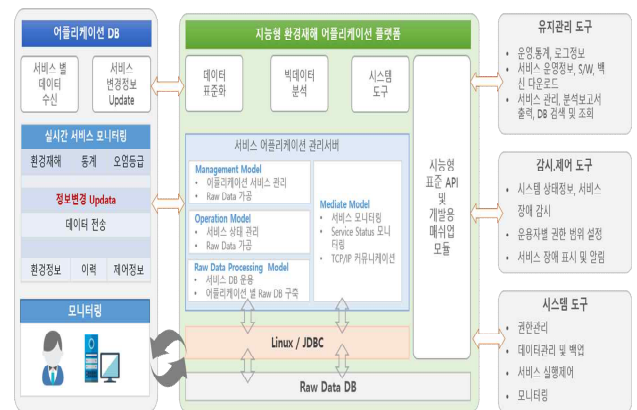 어플리케이션 DB
서비스 별
데이터
수신
서비스
변경정보
Update
실시간 서비스 모니터링
환경재해 통계 오염등급
정보변경 Updata
데이터 전송
환경정보 이력 제어정보
모니터링
지능형 환경재해 어플리케이션 플랫폼
데이터
표준화
빅데이터
분석
시스템
도구
서비스 어플리케이션 관리서버
Management Model
• 어플리케이션 서비스 관리
• Raw Data 가공
Operation Model
• 서비스 상태 관리
• Raw Data 가공
Raw Data Processing Model
• 서비스 DB 운용
• 어플리케이션 별 Raw DB 구축
Mediate Model
• 서비스 모니터링
• Service Status 모니
터링
• TCP/IP 커뮤니케이션
지능형
표준 API
및
개발용
매쉬업
모듈
Linux / JDBC
Raw Data DB
유지관리 도구
• 운영.통계, 로그정보
• 서비스 운영정보, S/W, 백
신 다운로드
• 서비스 관리, 분석보고서
출력, DB 검색 및 조회
감시.제어 도구
• 시스템 상태정보, 서비스
장애 감시
• 운용자별 권한 범위 설정
• 서비스 장애 표시 및 알림
시스템 도구
• 권한관리
• 데이터관리 및 백업
• 서비스 실행제어
• 모니터링